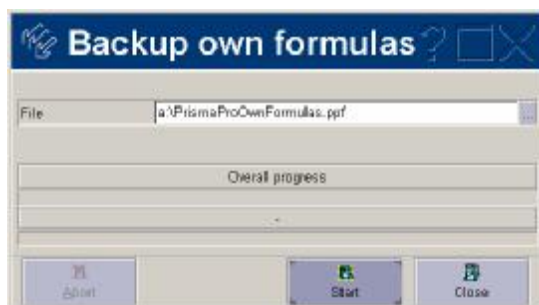 Backup own formulas
File
a:\PrismaProOwnFormulas.ppf
...
Overall progress
-
Abort
Start
Close